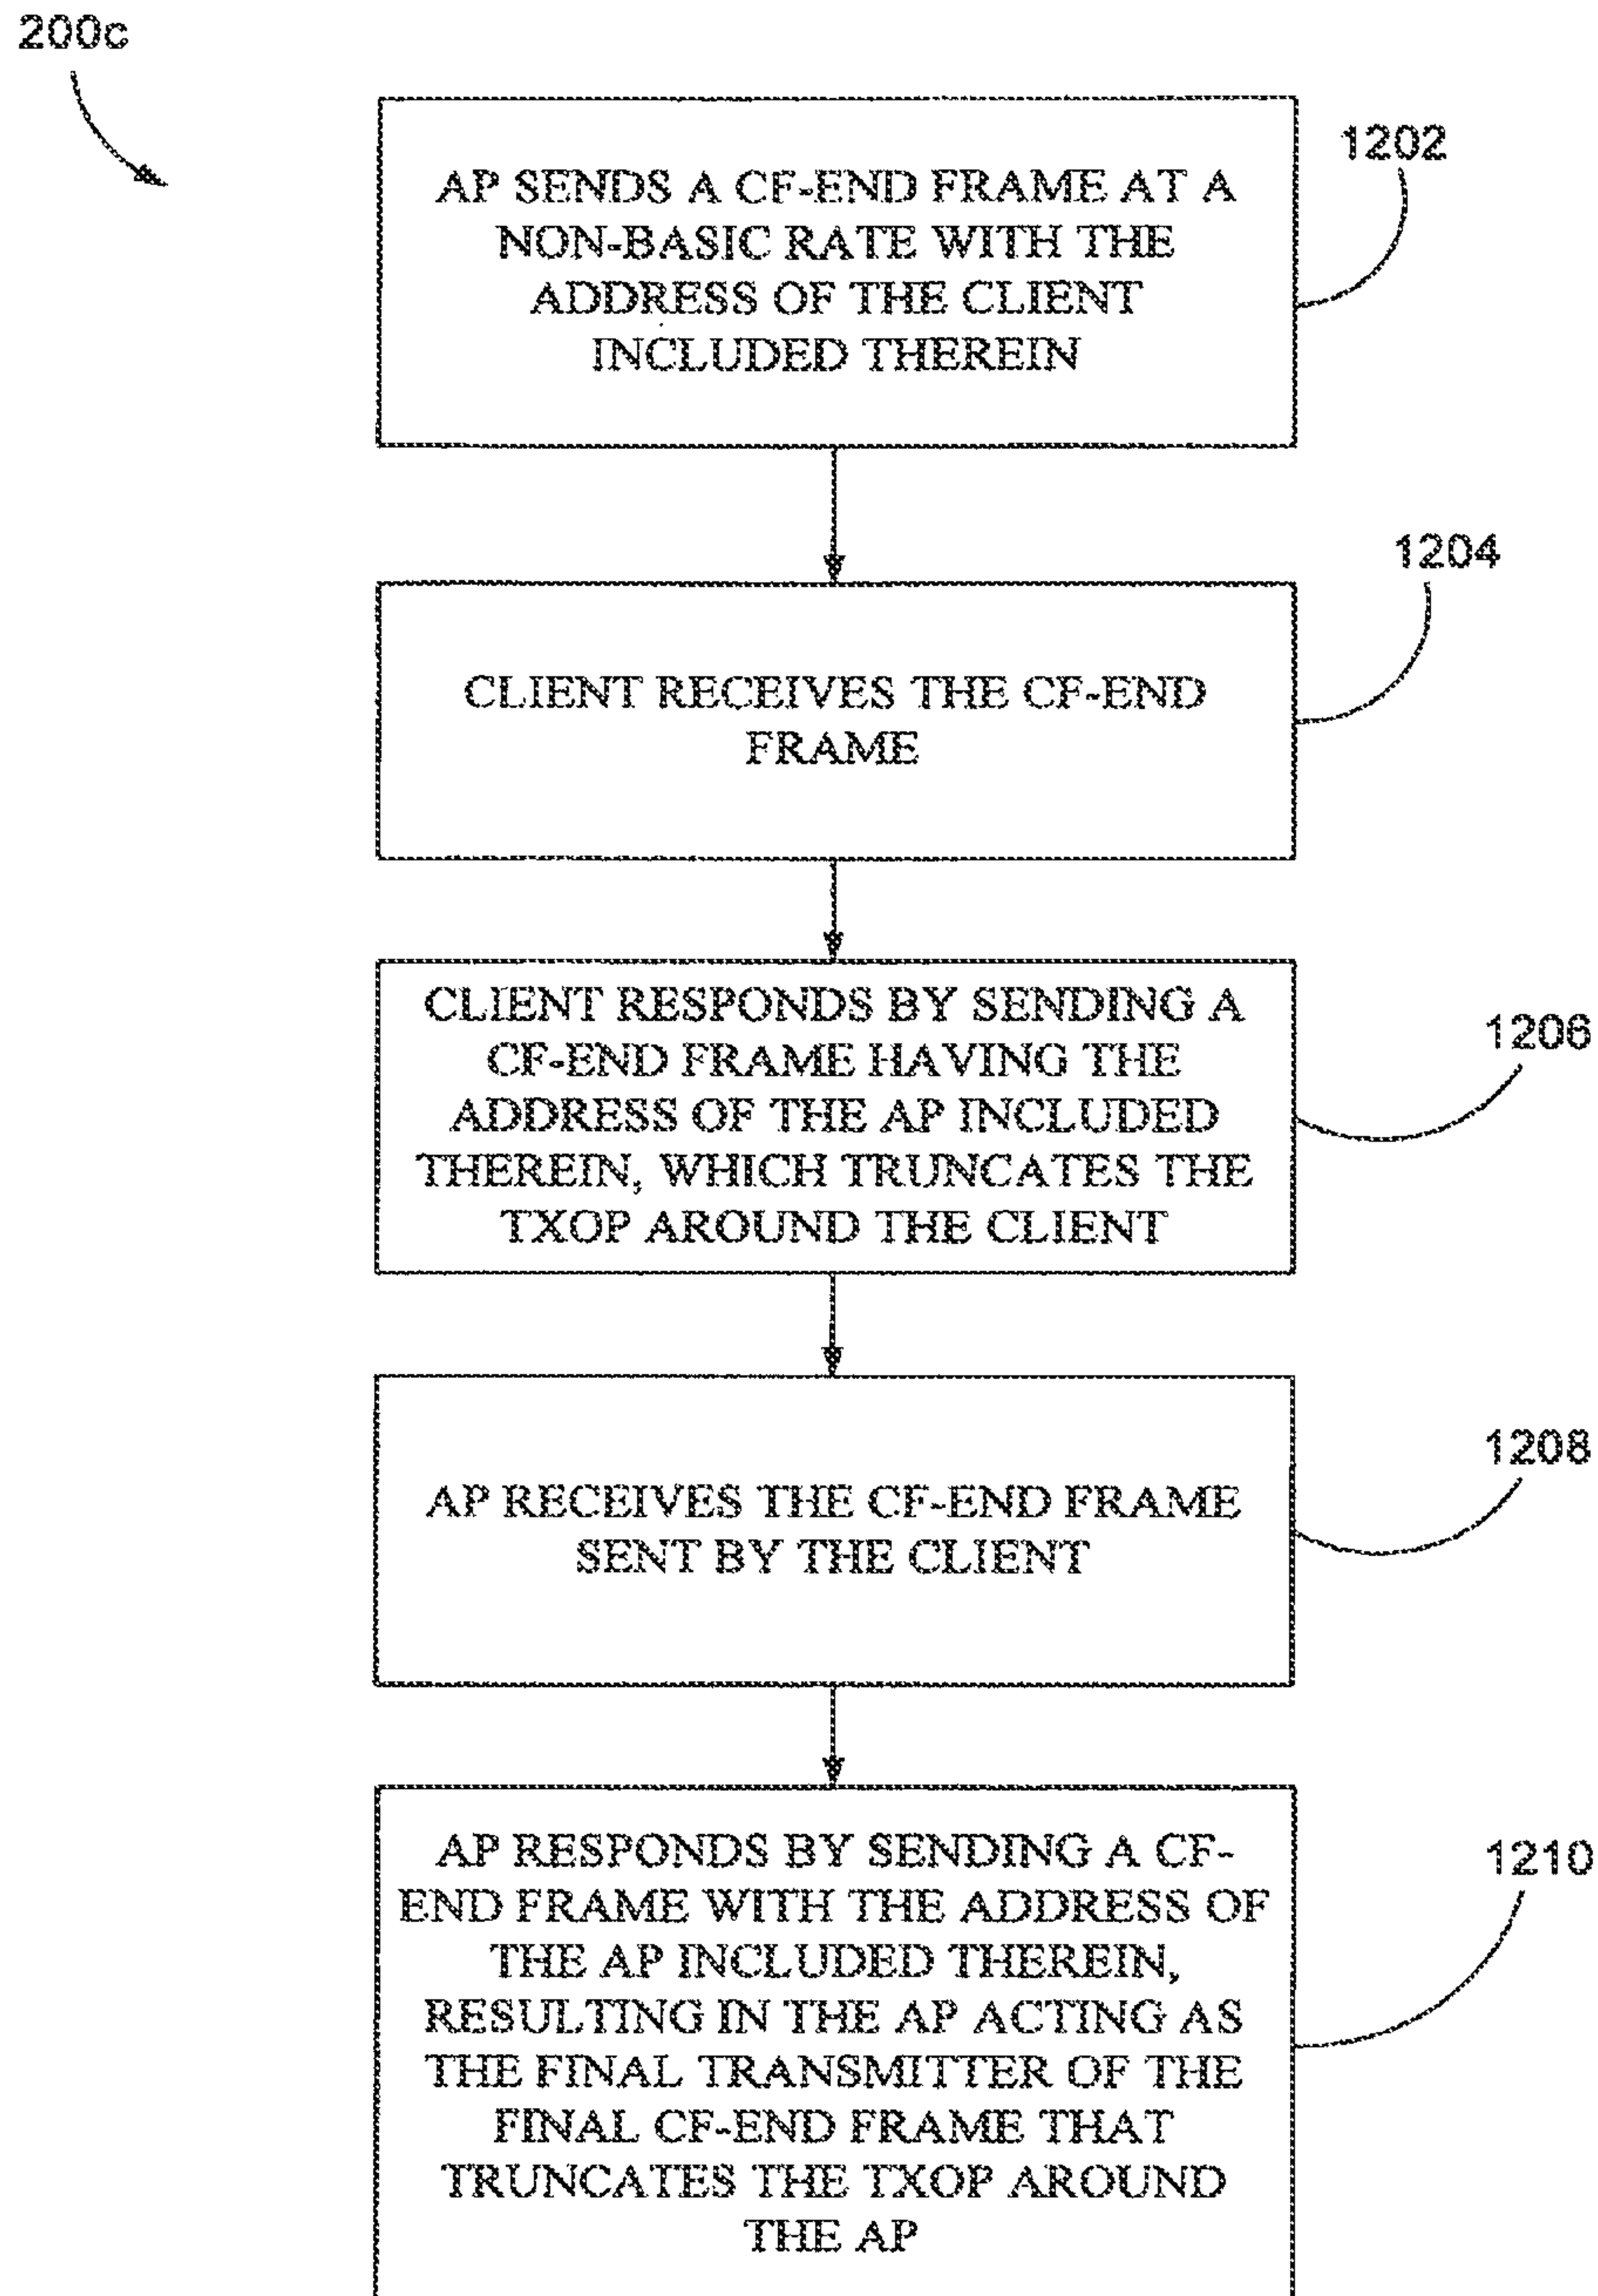 200c
1202
AP SENDS A CF-END FRAME AT A
NON-BASIC RATE WITH THE
ADDRESS OF THE CLIENT
INCLUDED THEREIN
1204
CLIENT RECEIVES THE CF-END
FRAME
1206
CLIENT RESPONDS BY SENDING A
CF-END FRAME HAVING THE
ADDRESS OF THE AP INCLUDED
THEREIN, WHICH TRUNCATES THE
TXOP AROUND THE CLIENT
1208
AP RECEIVES THE CF-END FRAME
SENT BY THE CLIENT
1210
AP RESPONDS BY SENDING A CF-
END FRAME WITH THE ADDRESS OF
THE AP INCLUDED THEREIN,
RESULTING IN THE AP ACTING AS
THE FINAL TRANSMITTER OF THE
FINAL CF-END FRAME THAT
TRUNCATES THE TXOP AROUND
THE AP